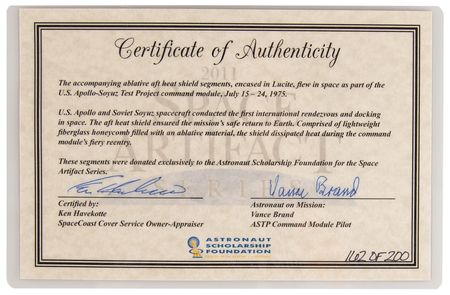 Certificate of Authenticity
2011
The accompanying ablative aft heat shield segments, encased in Lucite, flew in space as part of the
U.S. Apollo-Soyuz Test Project command module, July 15 – 24, 1975.
U.S. Apollo and Soviet Soyuz spacecraft conducted the first international rendezvous and docking
in space. The aft heat shield ensured the mission's safe return to Earth. Comprised of lightweight
fiberglass honeycomb filled with an ablative material, the shield dissipated heat during the command
module's fiery reentry.
ARTIFACT
These segments were donated exclusively to the Astronaut Scholarship Foundation for the Space
Artifact Series.
SERIES
Vance Brand
Certified by: Astronaut on Mission:
Ken Havekotte Vance Brand
SpaceCoast Cover Service Owner-Appraiser ASTP Command Module Pilot
ASTRONAUT
SCHOLARSHIP
FOUNDATION
162 OF 200